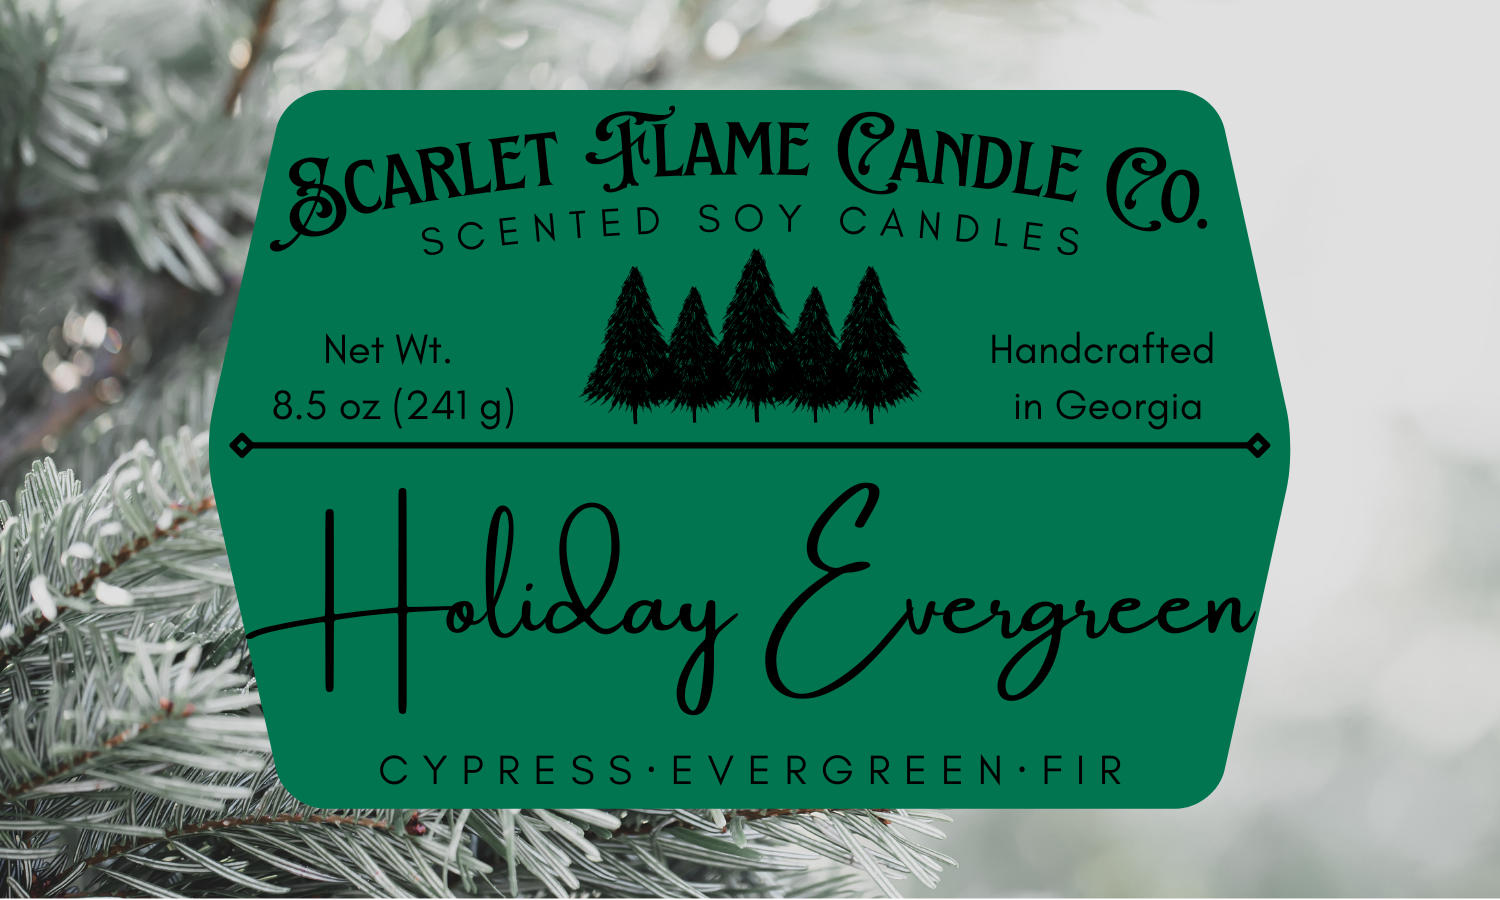 Scarlet Flame Candle Co.
SCENTED SOY CANDLES
Net Wt.
8.5 oz (241 g)
Handcrafted
in Georgia
Holiday Evergreen
CYPRESS·EVERGREEN·FIR